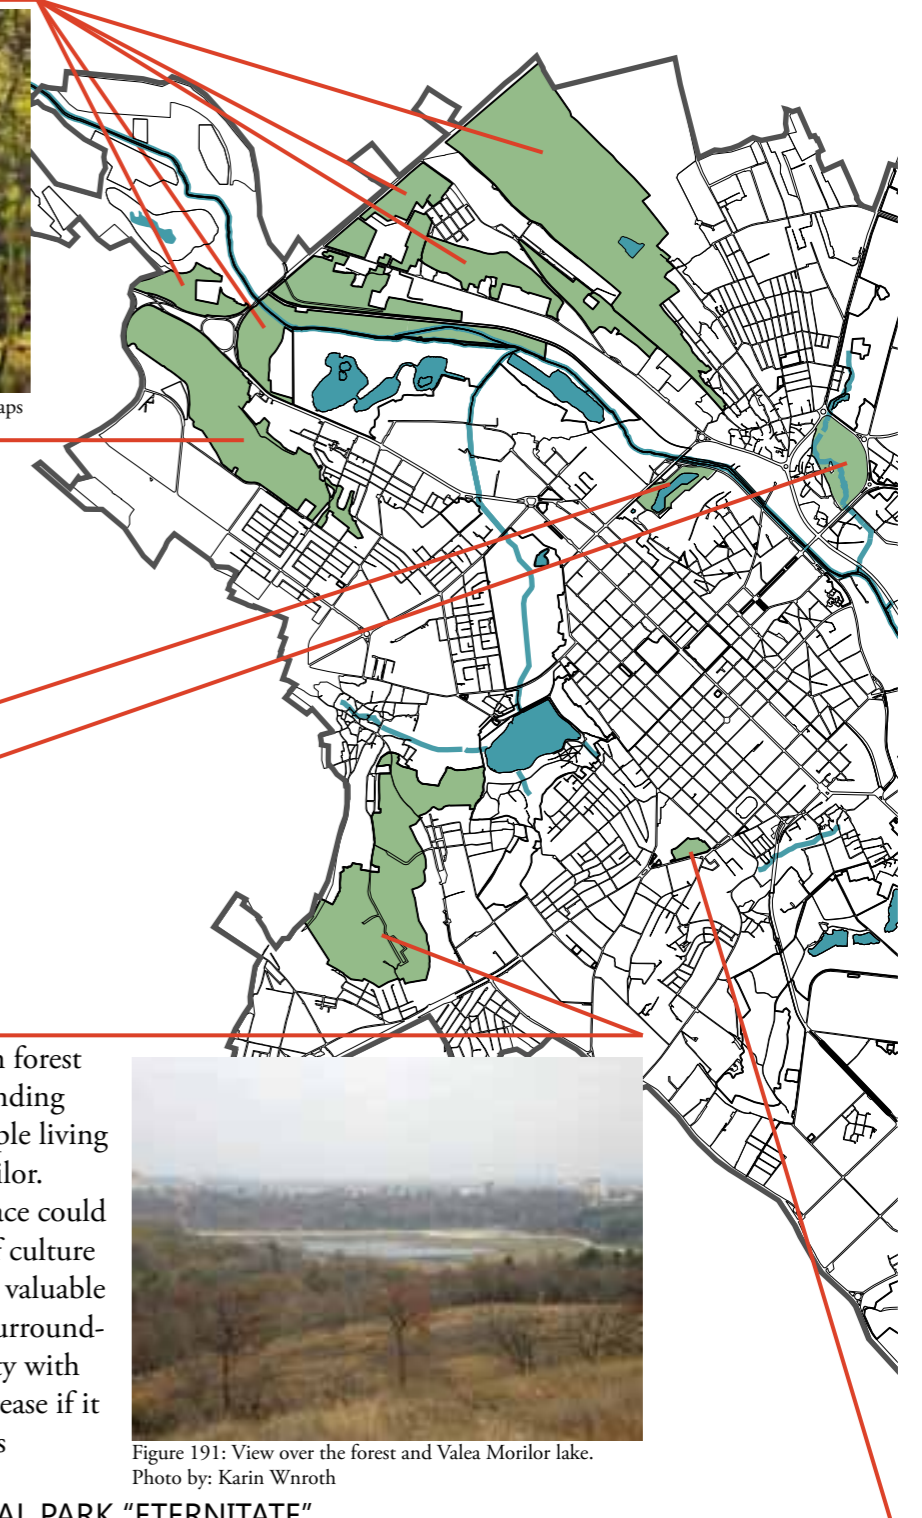 aps
n forest
nding
ple living
ilor.
ace could
f culture
valuable
urround-
ty with
ease if it
s
Figure 191: View over the forest and Valea Morilor lake.
Photo by: Karin Wnroth
AL PARK “ETERNITATE”